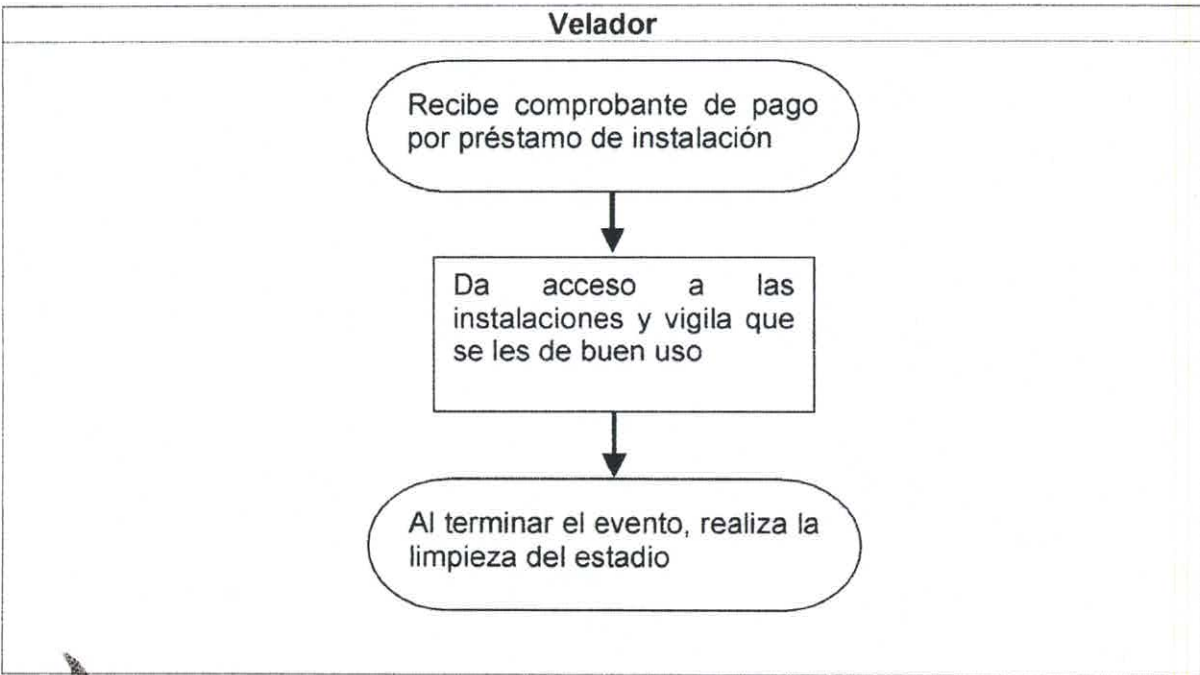 Velador
Recibe comprobante de pago
por préstamo de instalación
Da acceso a las
instalaciones y vigila que
se les de buen uso
Al terminar el evento, realiza la
limpieza del estadio